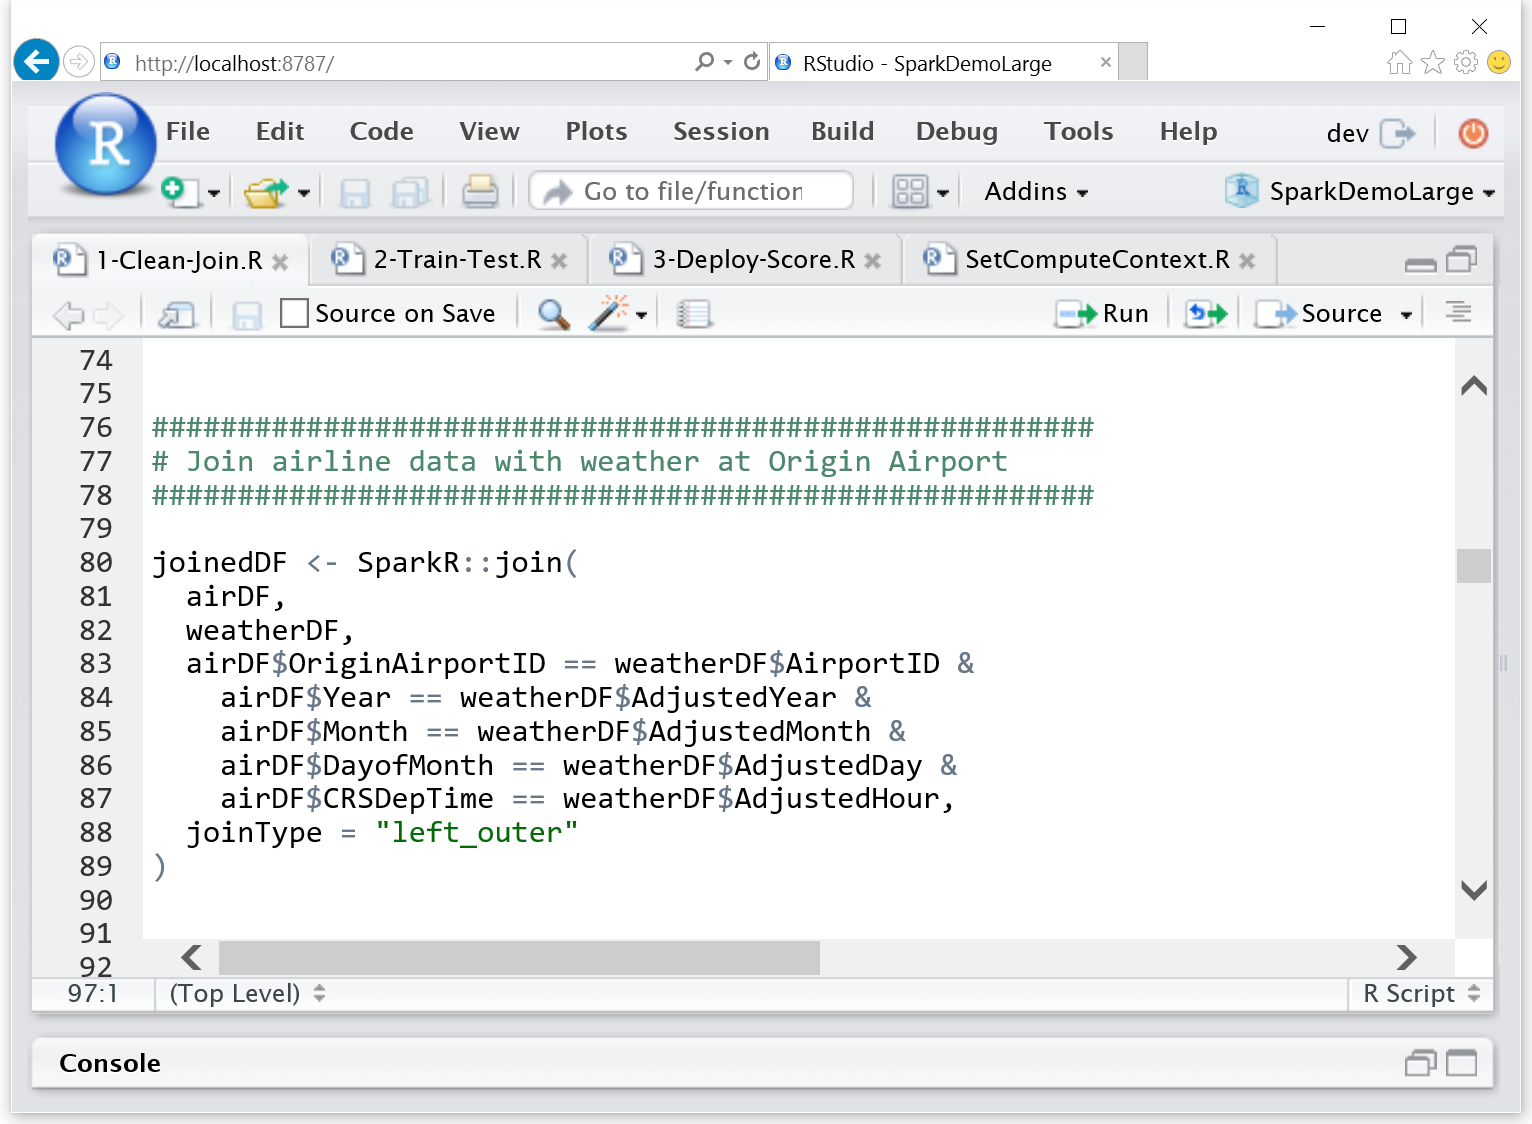 http://localhost:8787/
RStudio - SparkDemoLarge
R
File Edit Code View Plots Session Build Debug Tools Help dev
Go to file/function Addins SparkDemoLarge
1-Clean-Join.R 2-Train-Test.R 3-Deploy-Score.R SetComputeContext.R
Source on Save Run Source
74
75
76 #######################################################
77 # Join airline data with weather at Origin Airport
78 #######################################################
79
80 joinedDF <- SparkR::join(
81   airDF,
82   weatherDF,
83   airDF$OriginAirportID == weatherDF$AirportID &
84     airDF$Year == weatherDF$AdjustedYear &
85     airDF$Month == weatherDF$AdjustedMonth &
86     airDF$DayofMonth == weatherDF$AdjustedDay &
87     airDF$CRSDepTime == weatherDF$AdjustedHour,
88   joinType = "left_outer"
89 )
90
91
92
97:1 (Top Level) R Script
Console